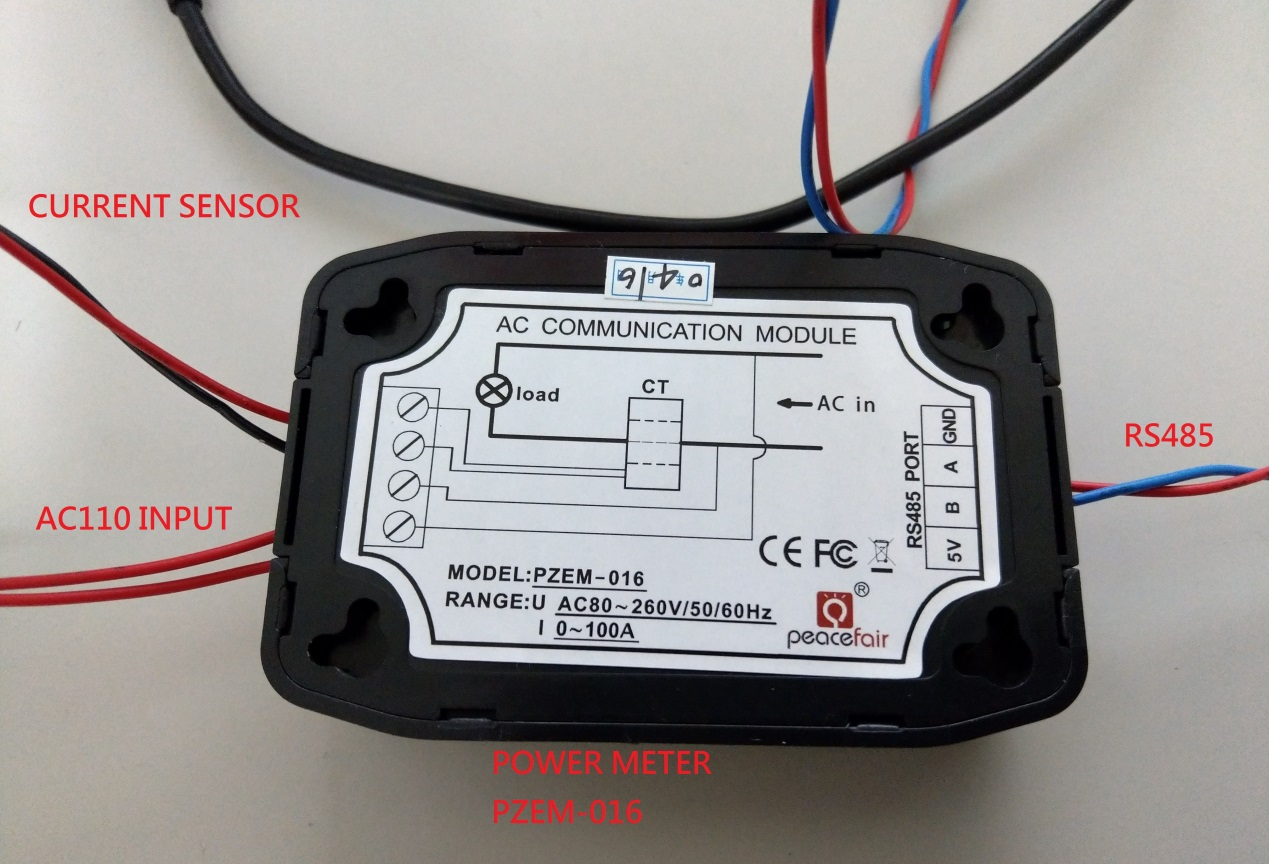 CURRENT SENSOR
0416
AC COMMUNICATION MODULE
CT
load
AC in
RS485 PORT
GND
A
B
5V
RS485
AC110 INPUT
MODEL:PZEM-016
RANGE:U AC80~260V/50/60Hz
I 0~100A
CE FC
®
peacefair
POWER METER
PZEM-016